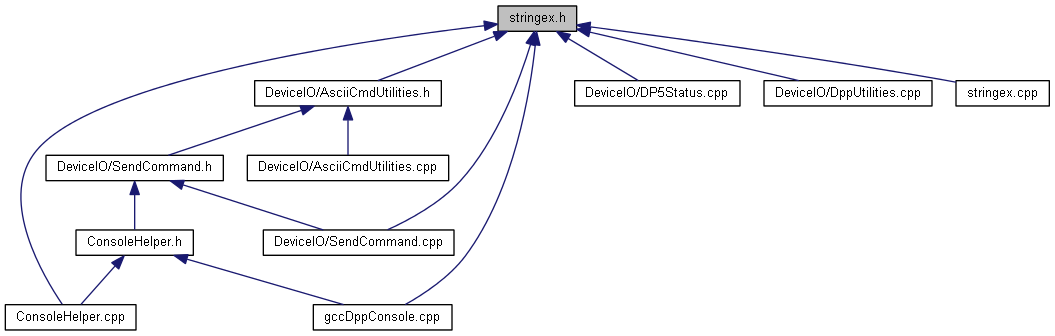 stringex.h
DeviceIO/AsciiCmdUtilities.h
DeviceIO/DP5Status.cpp
DeviceIO/DppUtilities.cpp
stringex.cpp
DeviceIO/SendCommand.h
DeviceIO/AsciiCmdUtilities.cpp
ConsoleHelper.h
DeviceIO/SendCommand.cpp
ConsoleHelper.cpp
gccDppConsole.cpp